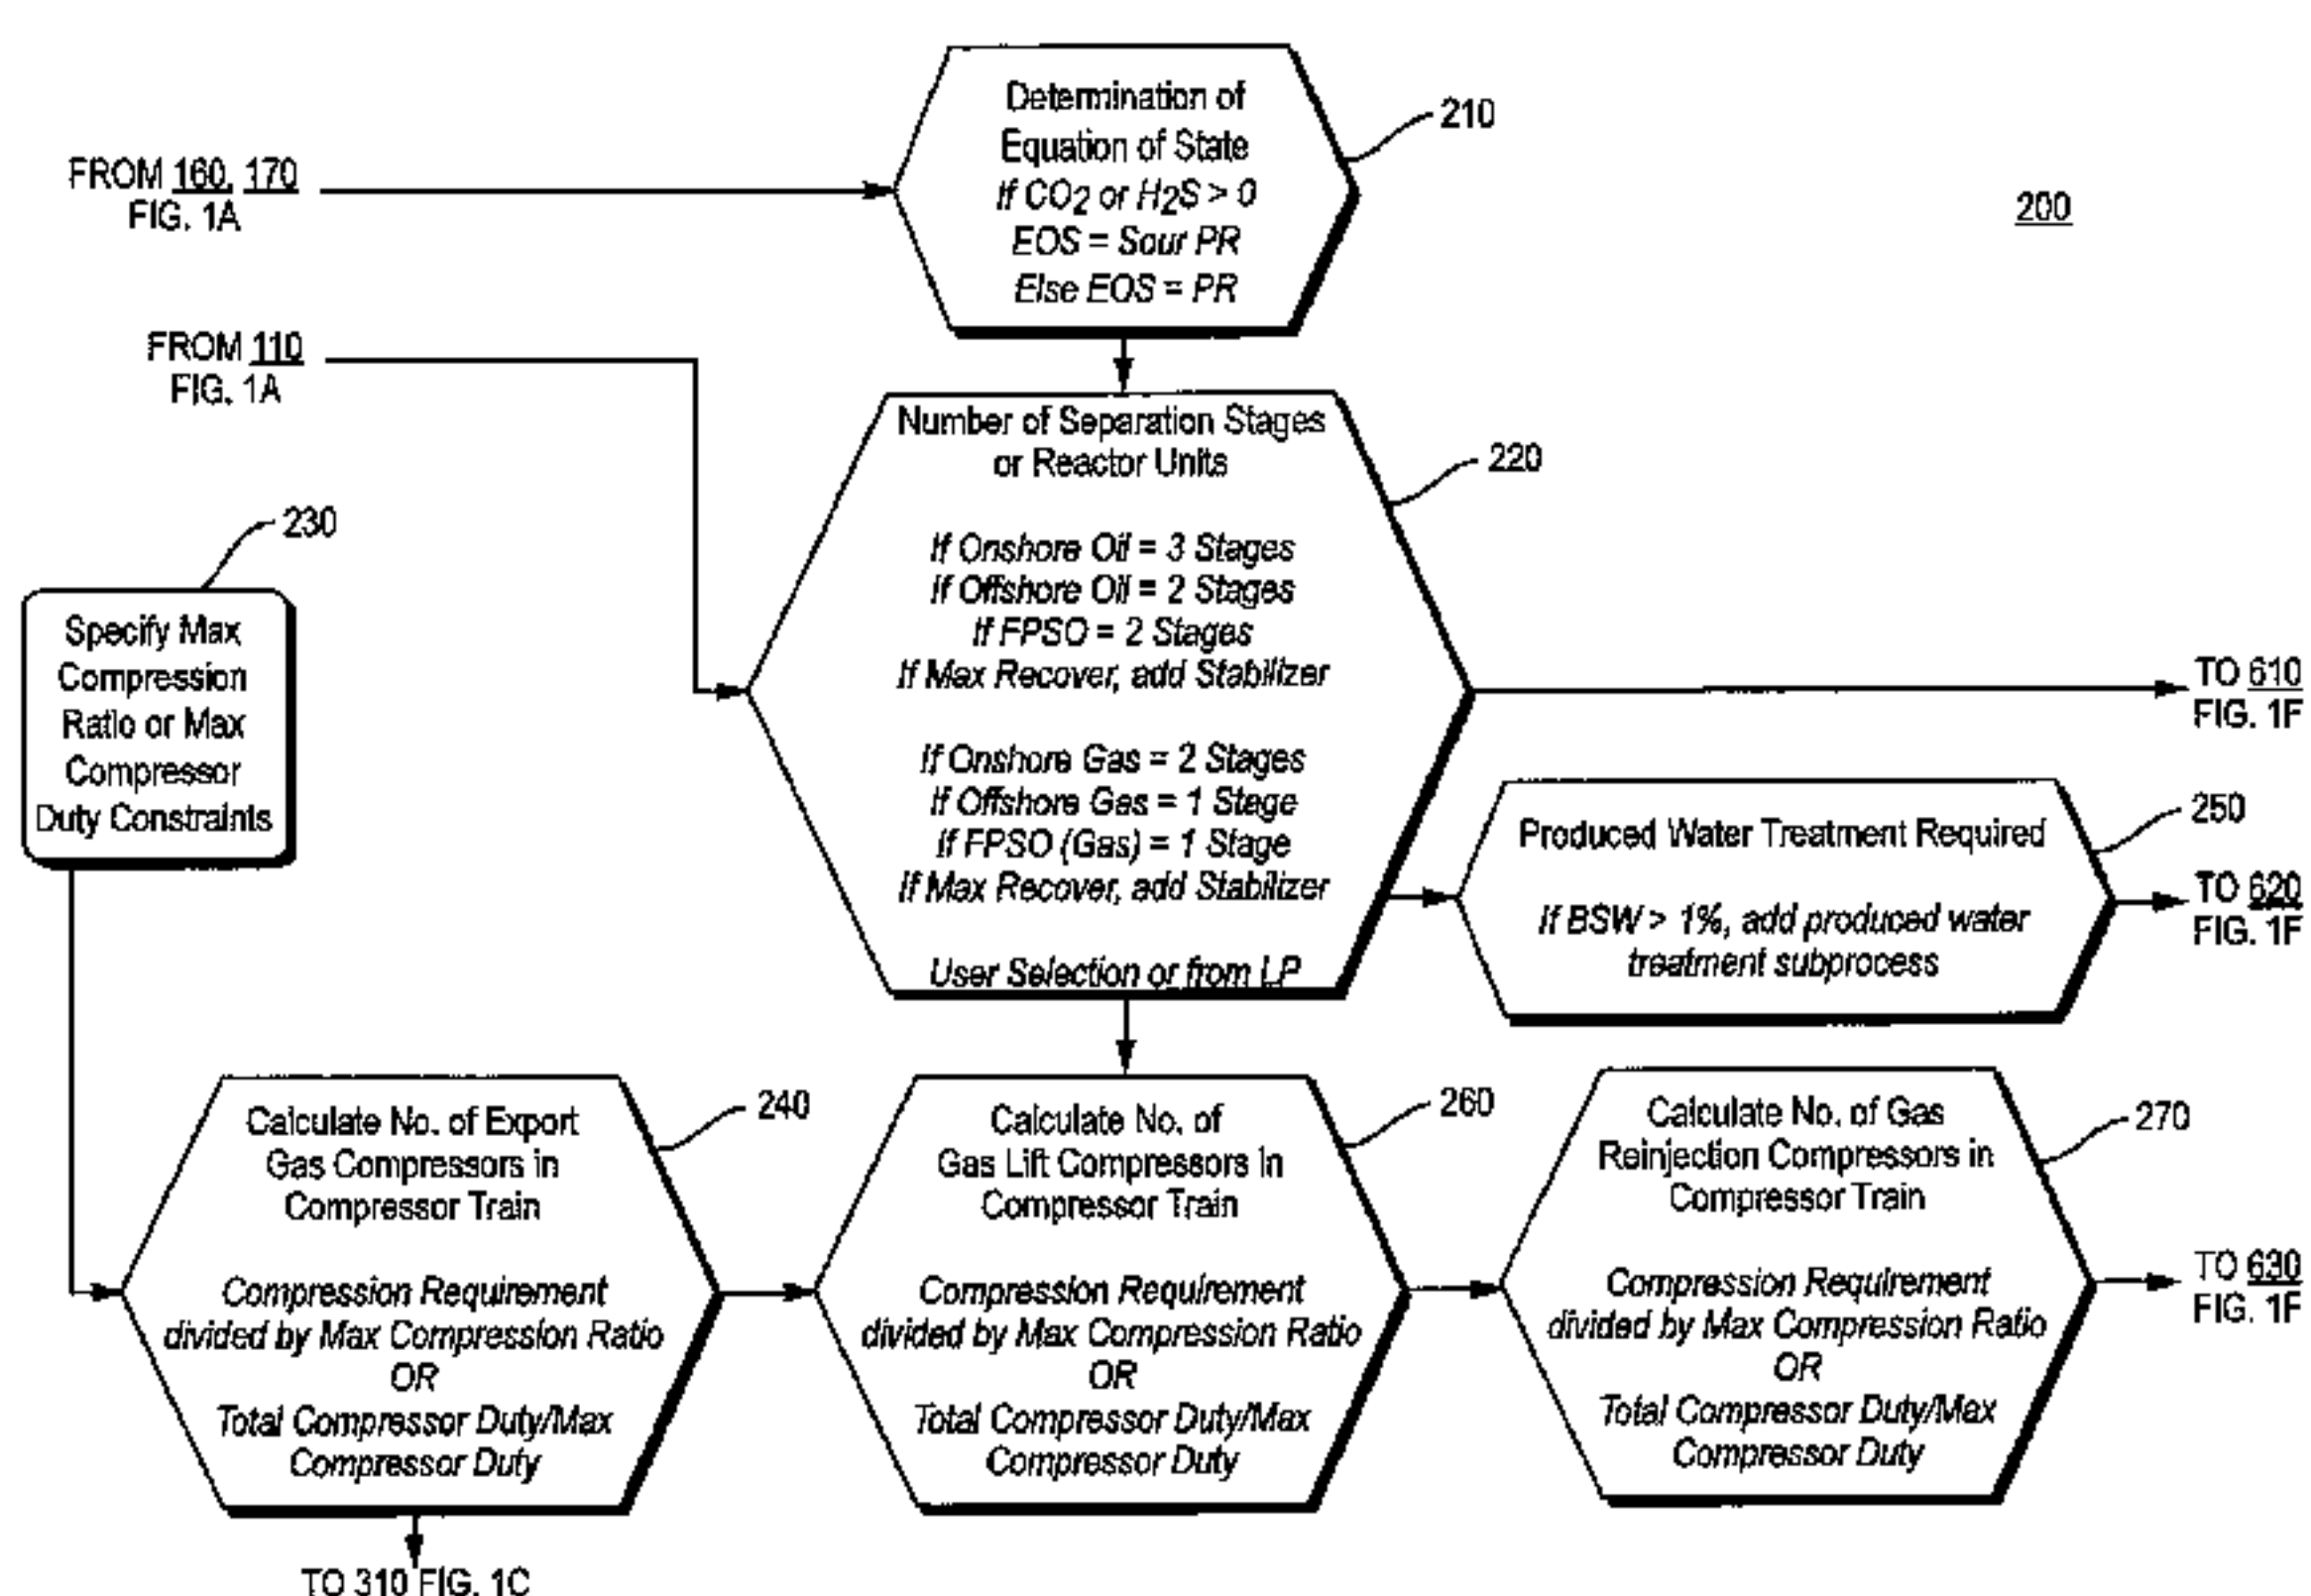 Determination of
Equation of State
If CO2 or H2S > 0
EOS = Sour PR
Else EOS = PR
210
FROM 160, 170
FIG. 1A
200
FROM 110
FIG. 1A
Number of Separation Stages
or Reactor Units
If Onshore Oil = 3 Stages
If Offshore Oil = 2 Stages
If FPSO = 2 Stages
If Max Recover, add Stabilizer
If Onshore Gas = 2 Stages
If Offshore Gas = 1 Stage
If FPSO (Gas) = 1 Stage
If Max Recover, add Stabilizer
User Selection or from LP
220
230
Specify Max
Compression
Ratio or Max
Compressor
Duty Constraints
TO 610
FIG. 1F
Produced Water Treatment Required
If BSW > 1%, add produced water
treatment subprocess
250
TO 620
FIG. 1F
Calculate No. of Export
Gas Compressors in
Compressor Train
Compression Requirement
divided by Max Compression Ratio
OR
Total Compressor Duty/Max
Compressor Duty
240
TO 310 FIG. 1C
Calculate No. of
Gas Lift Compressors in
Compressor Train
Compression Requirement
divided by Max Compression Ratio
OR
Total Compressor Duty/Max
Compressor Duty
260
Calculate No. of Gas
Reinjection Compressors in
Compressor Train
Compression Requirement
divided by Max Compression Ratio
OR
Total Compressor Duty/Max
Compressor Duty
270
TO 630
FIG. 1F